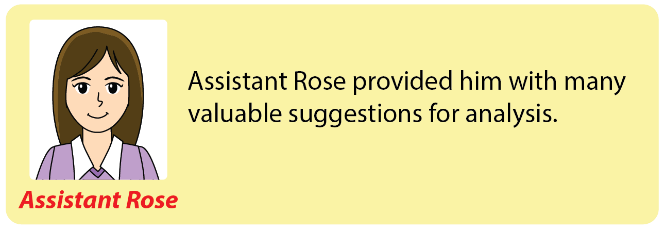 Assistant Rose provided him with many
valuable suggestions for analysis.
Assistant Rose